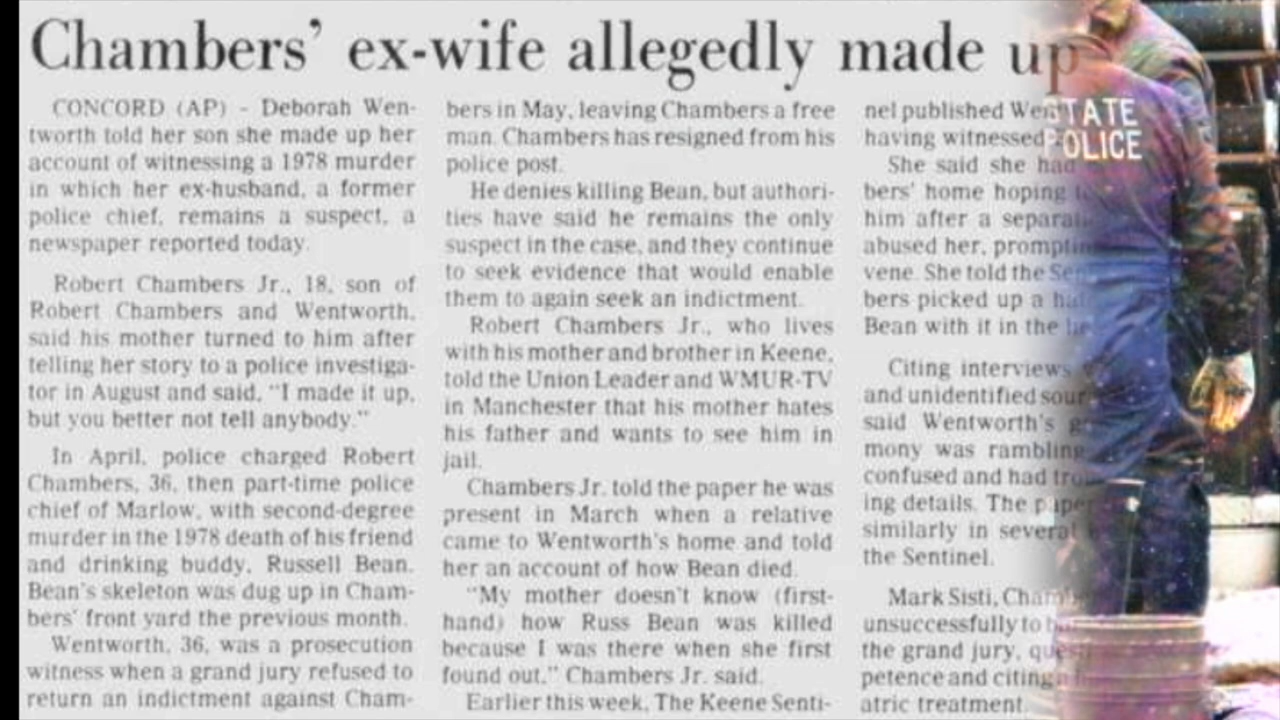 Chambers' ex-wife allegedly made up
CONCORD (AP) - Deborah Wen-
tworth told her son she made up her
account of witnessing a 1978 murder
in which her ex-husband, a former
police chief, remains a suspect, a
newspaper reported today.
Robert Chambers Jr., 18, son of
Robert Chambers and Wentworth,
said his mother turned to him after
telling her story to a police investiga-
tor in August and said, "I made it up,
but you better not tell anybody."
In April, police charged Robert
Chambers, 36, then part-time police
chief of Marlow, with second-degree
murder in the 1978 death of his friend
and drinking buddy, Russell Bean.
Bean's skeleton was dug up in Cham-
bers' front yard the previous month.
Wentworth, 36, was a prosecution
witness when a grand jury refused to
return an indictment against Cham-
bers in May, leaving Chambers a free
man. Chambers has resigned from his
police post.
He denies killing Bean, but authori-
ties have said he remains the only
suspect in the case, and they continue
to seek evidence that would enable
them to again seek an indictment.
Robert Chambers Jr., who lives
with his mother and brother in Keene,
told the Union Leader and WMUR-TV
in Manchester that his mother hates
his father and wants to see him in
jail.
Chambers Jr. told the paper he was
present in March when a relative
came to Wentworth's home and told
her an account of how Bean died.
"My mother doesn't know (first-
hand) how Russ Bean was killed
because I was there when she first
found out," Chambers Jr. said.
Earlier this week, The Keene Senti-
nel published
having witnessed
She said she had
bers' home hoping
him after a
abused her,
vene. She told the
bers picked up a
Bean with it in the
Citing interviews
and unidentified
said Wentworth's
mony was rambling
confused and had
ing details. The
similarly in several
the Sentinel.
Mark Sisti,
unsuccessfully to
the grand jury,
petence and citing
atric treatment.
STATE
POLICE